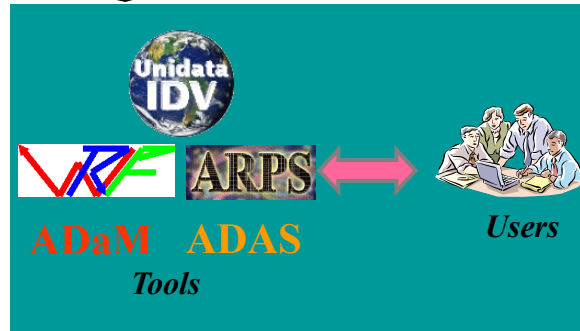 Unidata
IDV
WRF
ARPS
ADaM
ADAS
Tools
Users